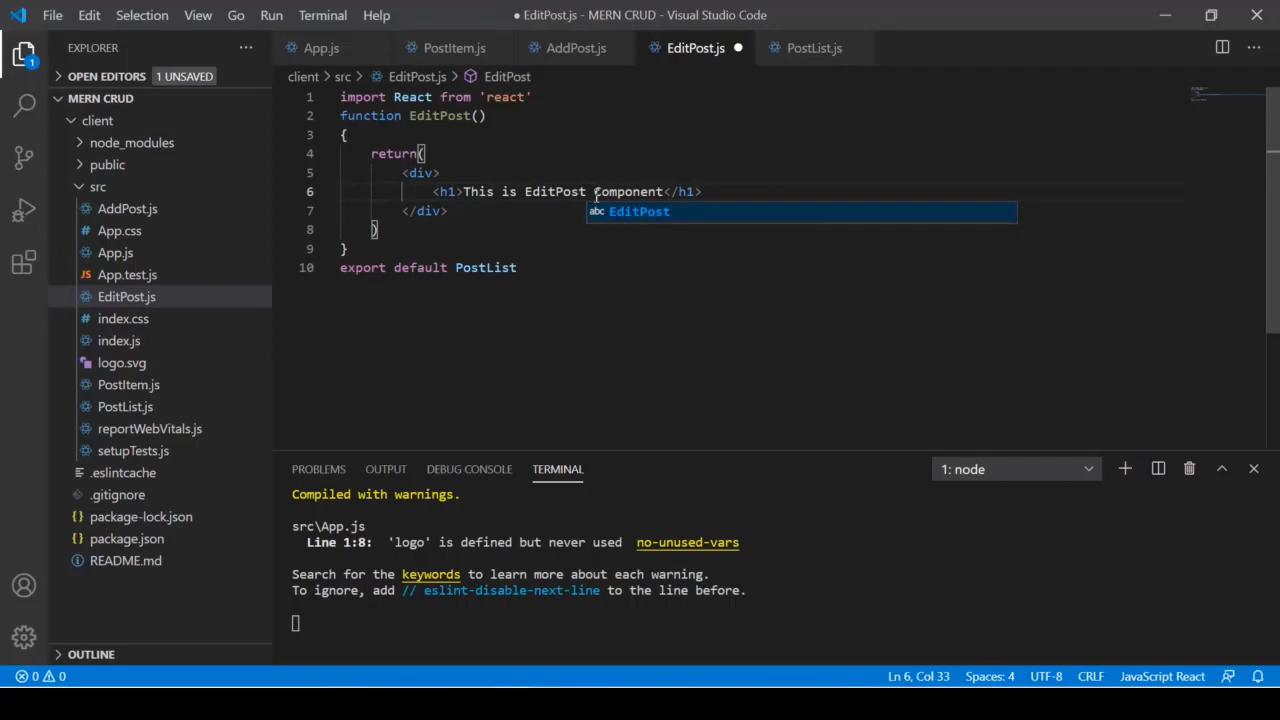 File Edit Selection View Go Run Terminal Help ● EditPost.js - MERN CRUD - Visual Studio Code
EXPLORER ...
App.js PostItem.js AddPost.js EditPost.js ● PostList.js ...
1
OPEN EDITORS 1 UNSAVED
MERN CRUD
client
node_modules
public
src
AddPost.js
# App.css
App.js
JS App.test.js
EditPost.js
# index.css
index.js
logo.svg
PostItem.js
PostList.js
reportWebVitals.js
setupTests.js
.eslintcache
.gitignore
{} package-lock.json
{} package.json
README.md
OUTLINE
client > src > EditPost.js > EditPost
1 import React from 'react'
2 function EditPost()
3 {
4 return(
5 <div>
6 <h1>This is EditPost Component</h1>
7 </div>
abc EditPost
8 )
9 }
10 export default PostList
PROBLEMS OUTPUT DEBUG CONSOLE TERMINAL 1: node
Compiled with warnings.
src\App.js
Line 1:8: 'logo' is defined but never used no-unused-vars
Search for the keywords to learn more about each warning.
To ignore, add // eslint-disable-next-line to the line before.
0 0 Ln 6, Col 33 Spaces: 4 UTF-8 CRLF JavaScript React